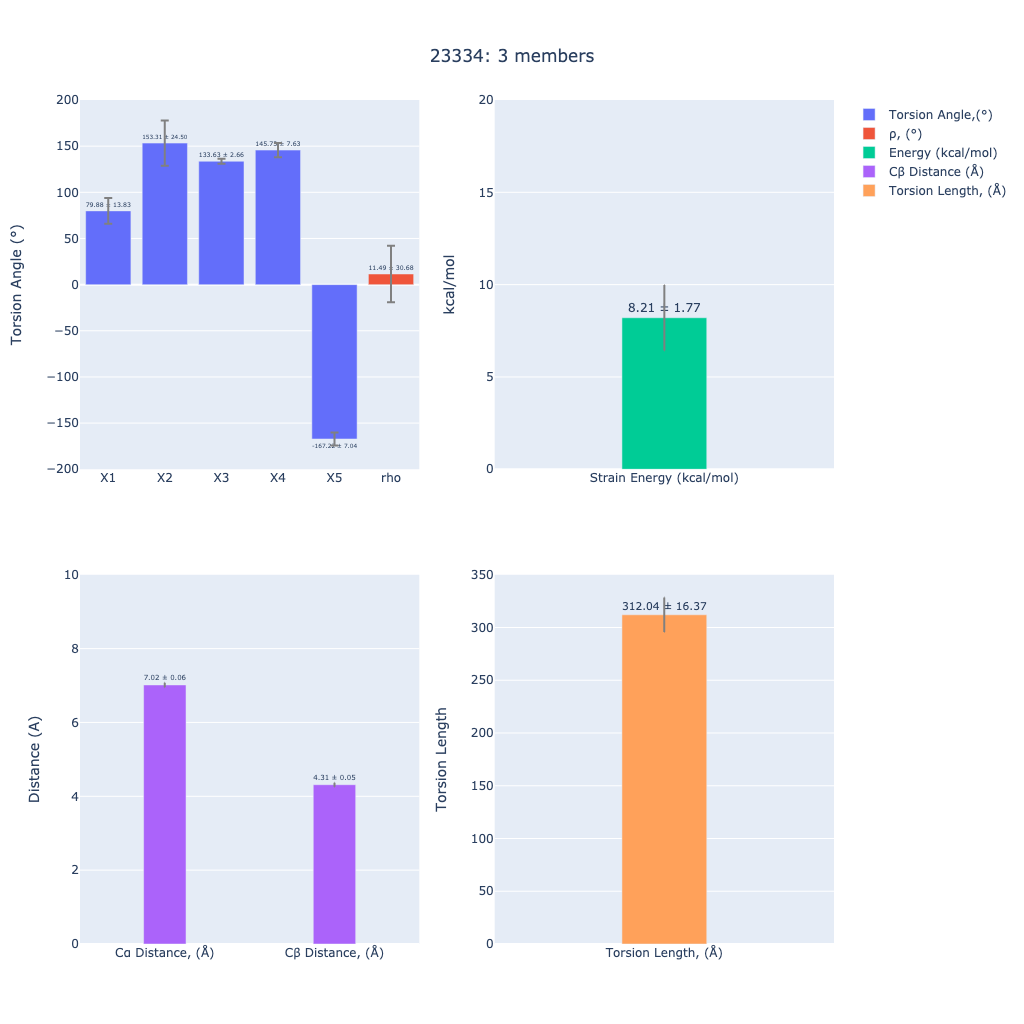 23334: 3 members
Torsion Angle (°)
200
150
100
50
0
−50
−100
−150
−200
79.88 ± 13.83
153.31 ± 24.50
133.63 ± 2.66
145.75 ± 7.63
-167.22 ± 7.04
11.49 ± 30.68
X1 X2 X3 X4 X5 rho
kcal/mol
20
15
10
5
0
8.21 ± 1.77
Strain Energy (kcal/mol)
Torsion Angle,(°)
ρ, (°)
Energy (kcal/mol)
Cβ Distance (Å)
Torsion Length, (Å)
Distance (A)
10
8
6
4
2
0
7.02 ± 0.06
4.31 ± 0.05
Cα Distance, (Å) Cβ Distance, (Å)
Torsion Length
350
300
250
200
150
100
50
0
312.04 ± 16.37
Torsion Length, (Å)